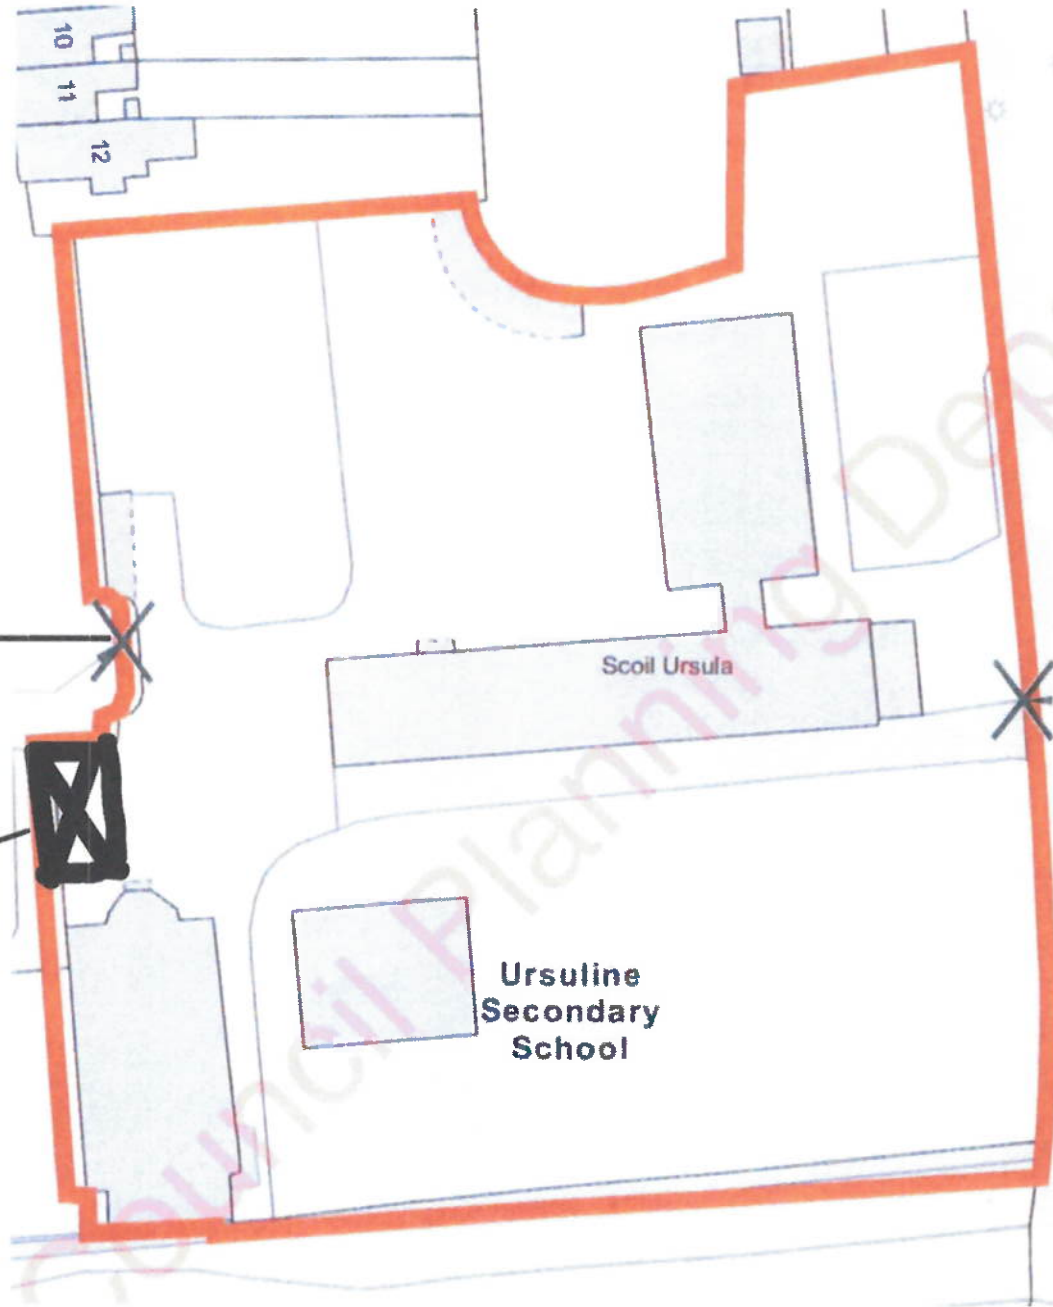 10
11
12
Scoil Ursula
Ursuline
Secondary
School
Council Planning Dep